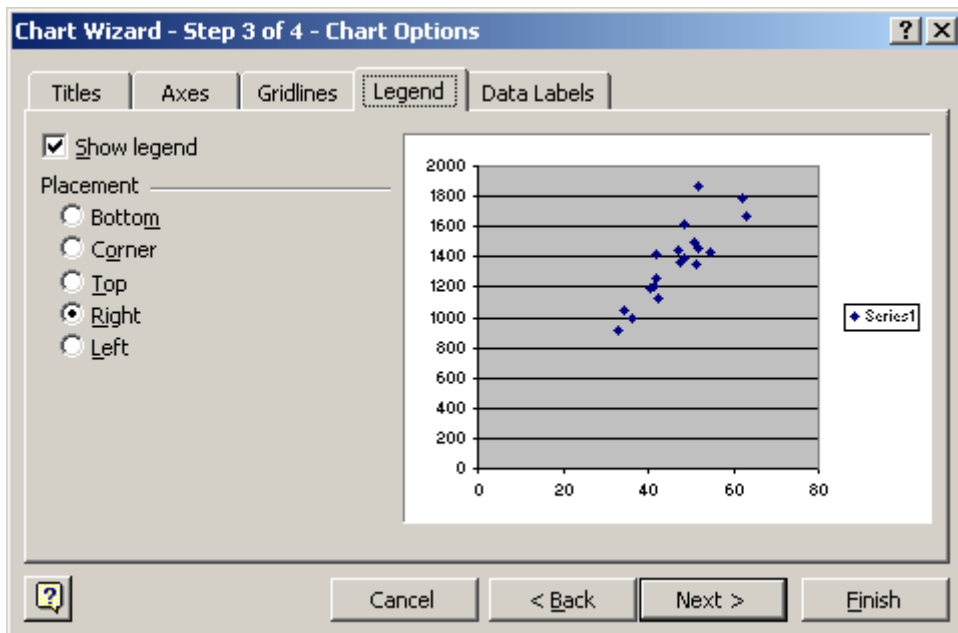 Chart Wizard - Step 3 of 4 - Chart Options
Titles Axes Gridlines Legend Data Labels
Show legend
Placement
Bottom
Corner
Top
Right
Left
2000
1800
1600
1400
1200
1000
800
600
400
200
0
0 20 40 60 80
Series1
Cancel < Back Next > Finish